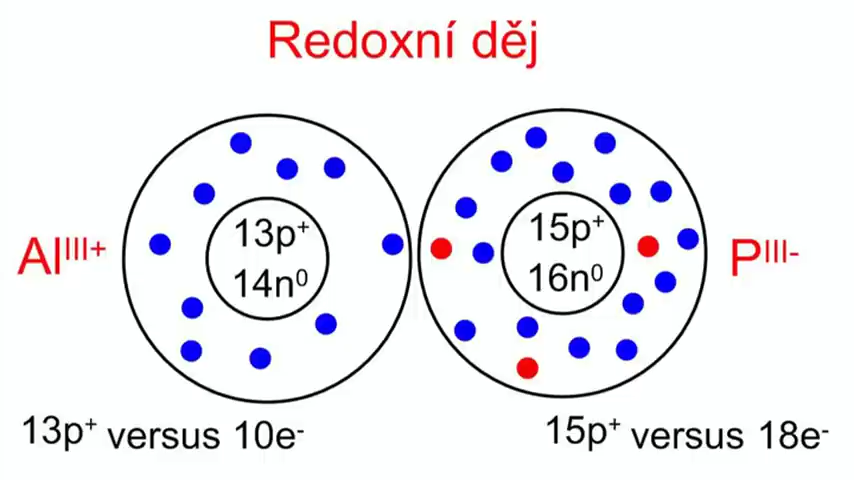 Redoxní děj
Al^III+
13p⁺
14n⁰
15p⁺
16n⁰
P^III-
13p⁺ versus 10e⁻
15p⁺ versus 18e⁻